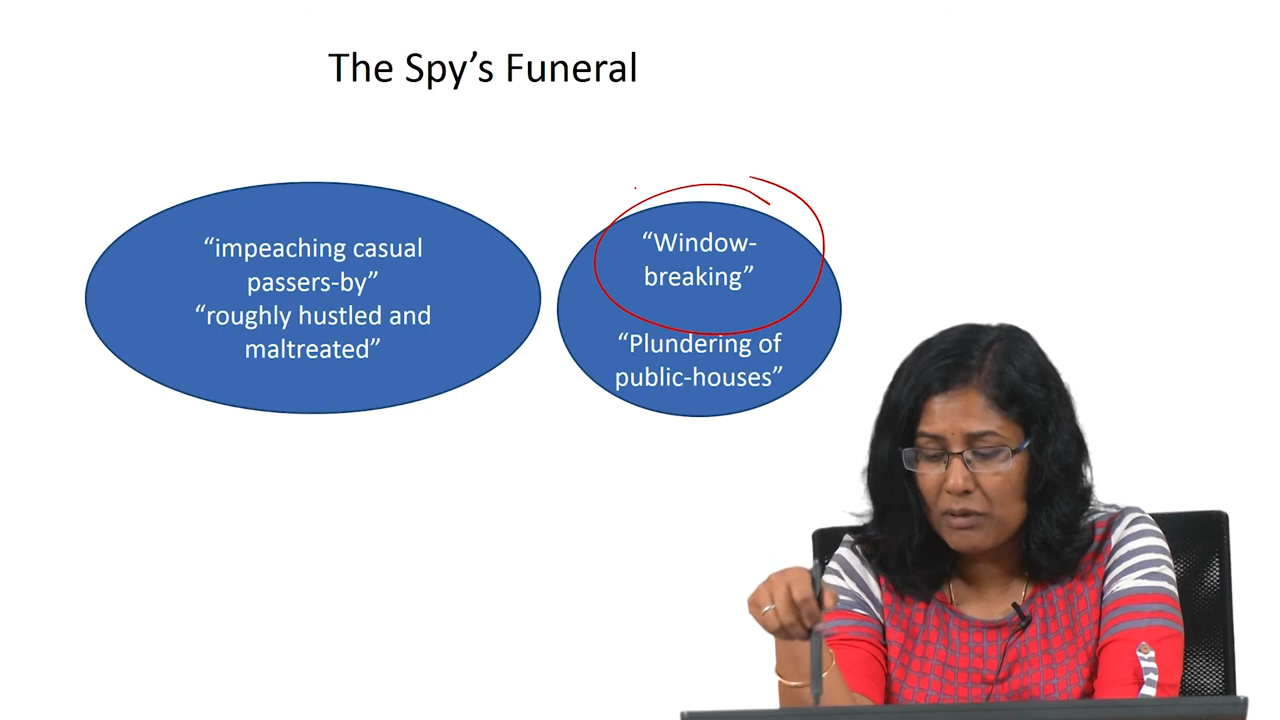 The Spy’s Funeral
“impeaching casual
passers-by”
“roughly hustled and
maltreated”
“Window-
breaking”
“Plundering of
public-houses”